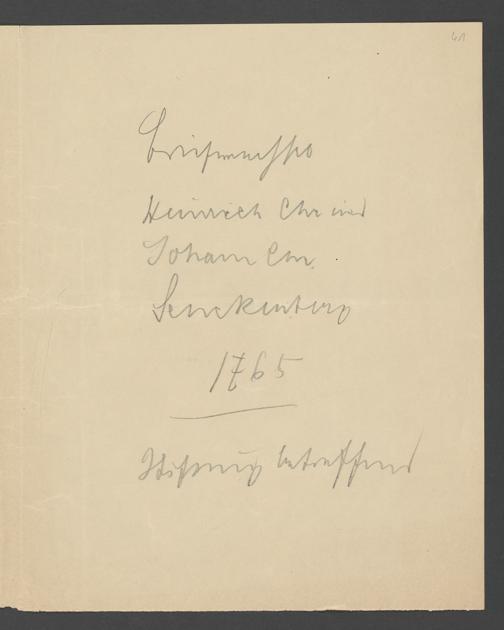 41
Briefwechsel
Heinrich Chr. und
Johann Chr.
Senckenberg
1765
Stiftung betreffend